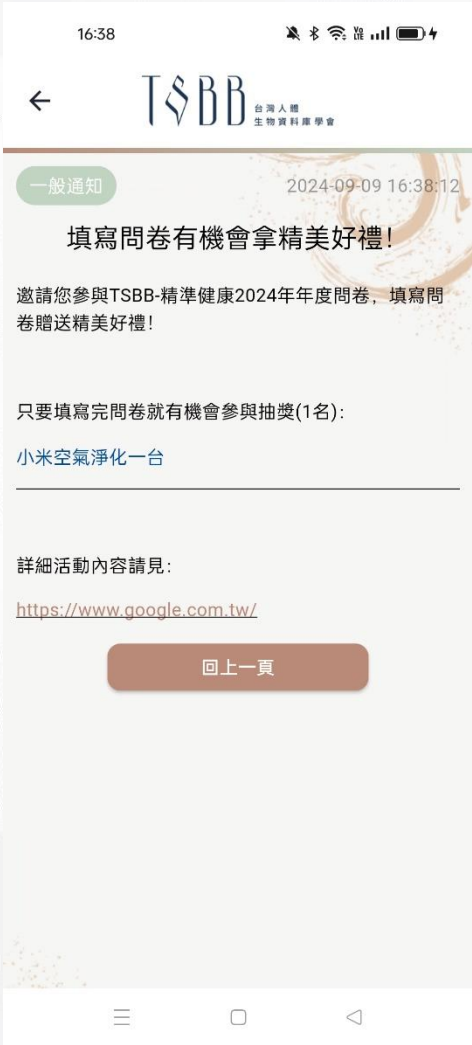 16:38
Vo LTE
TSBB 台灣人體
生物資料庫學會
一般通知
2024-09-09 16:38:12
填寫問卷有機會拿精美好禮!
邀請您參與TSBB-精準健康2024年年度問卷，填寫問
卷贈送精美好禮!
只要填寫完問卷就有機會參與抽獎(1名):
小米空氣淨化一台
詳細活動內容請見:
https://www.google.com.tw/
回上一頁